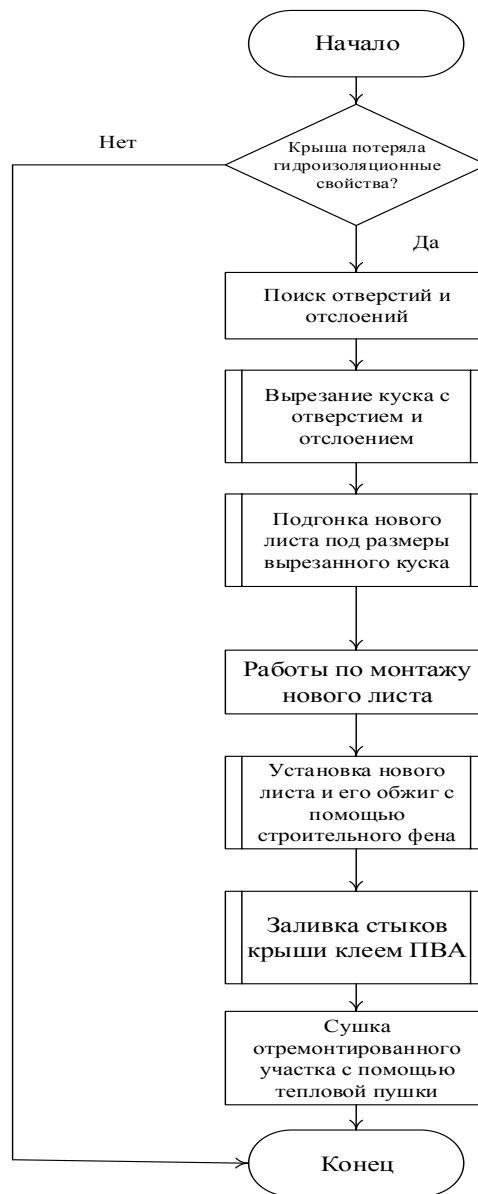 Начало
Нет
Крыша потеряла
гидроизоляционные
свойства?
Да
Поиск отверстий и
отслоений
Вырезание куска с
отверстием и
отслоением
Подгонка нового
листа под размеры
вырезанного куска
Работы по монтажу
нового листа
Установка нового
листа и его обжиг с
помощью
строительного фена
Заливка стыков
крыши клеем ПВА
Сушка
отремонтированного
участка с помощью
тепловой пушки
Конец